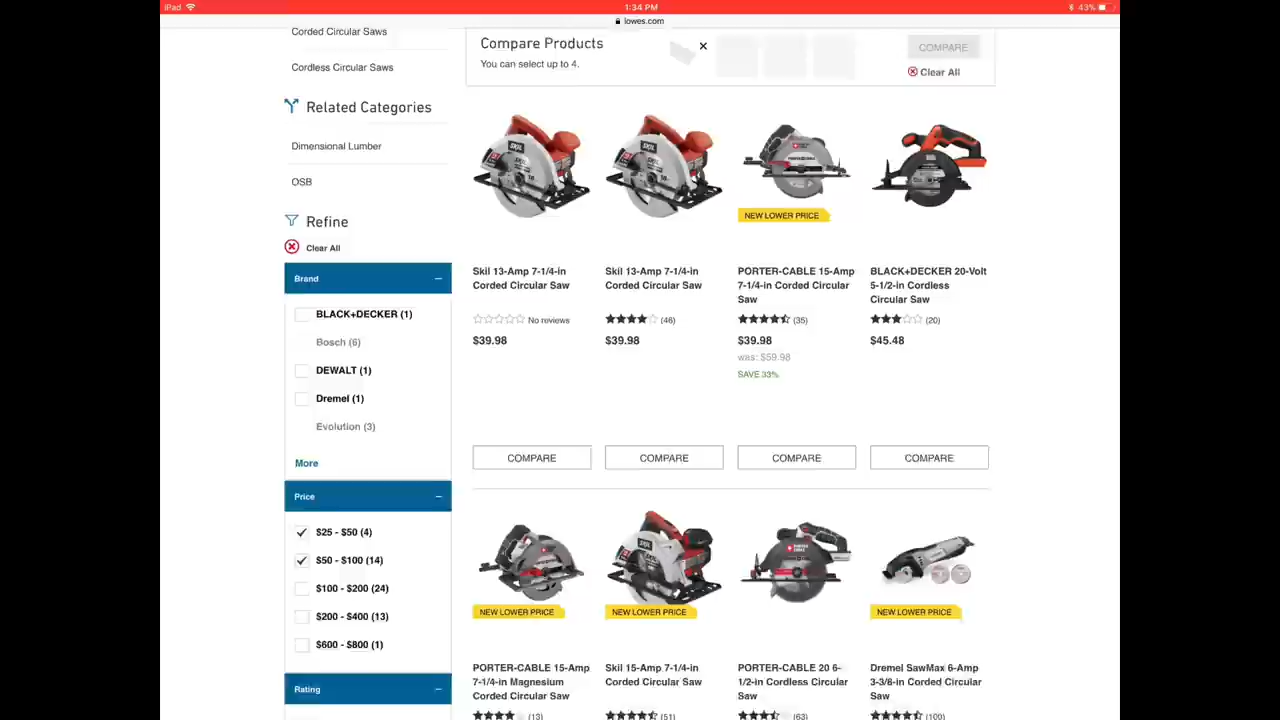 iPad
1:34 PM
43%
lowes.com
Corded Circular Saws
Cordless Circular Saws
Related Categories
Dimensional Lumber
OSB
Refine
Clear All
Brand
BLACK+DECKER (1)
Bosch (6)
DEWALT (1)
Dremel (1)
Evolution (3)
More
Price
$25 - $50 (4)
$50 - $100 (14)
$100 - $200 (24)
$200 - $400 (13)
$600 - $800 (1)
Rating
Compare Products
You can select up to 4.
COMPARE
Clear All
Skil 13-Amp 7-1/4-in
Corded Circular Saw
No reviews
$39.98
COMPARE
Skil 13-Amp 7-1/4-in
Corded Circular Saw
(46)
$39.98
COMPARE
NEW LOWER PRICE
PORTER-CABLE 15-Amp
7-1/4-in Corded Circular
Saw
(35)
$39.98
was: $59.98
SAVE 33%
COMPARE
BLACK+DECKER 20-Volt
5-1/2-in Cordless
Circular Saw
(20)
$45.48
COMPARE
NEW LOWER PRICE
PORTER-CABLE 15-Amp
7-1/4-in Magnesium
Corded Circular Saw
(13)
NEW LOWER PRICE
Skil 15-Amp 7-1/4-in
Corded Circular Saw
(51)
PORTER-CABLE 20 6-
1/2-in Cordless Circular
Saw
(63)
NEW LOWER PRICE
Dremel SawMax 6-Amp
3-3/8-in Corded Circular
Saw
(109)